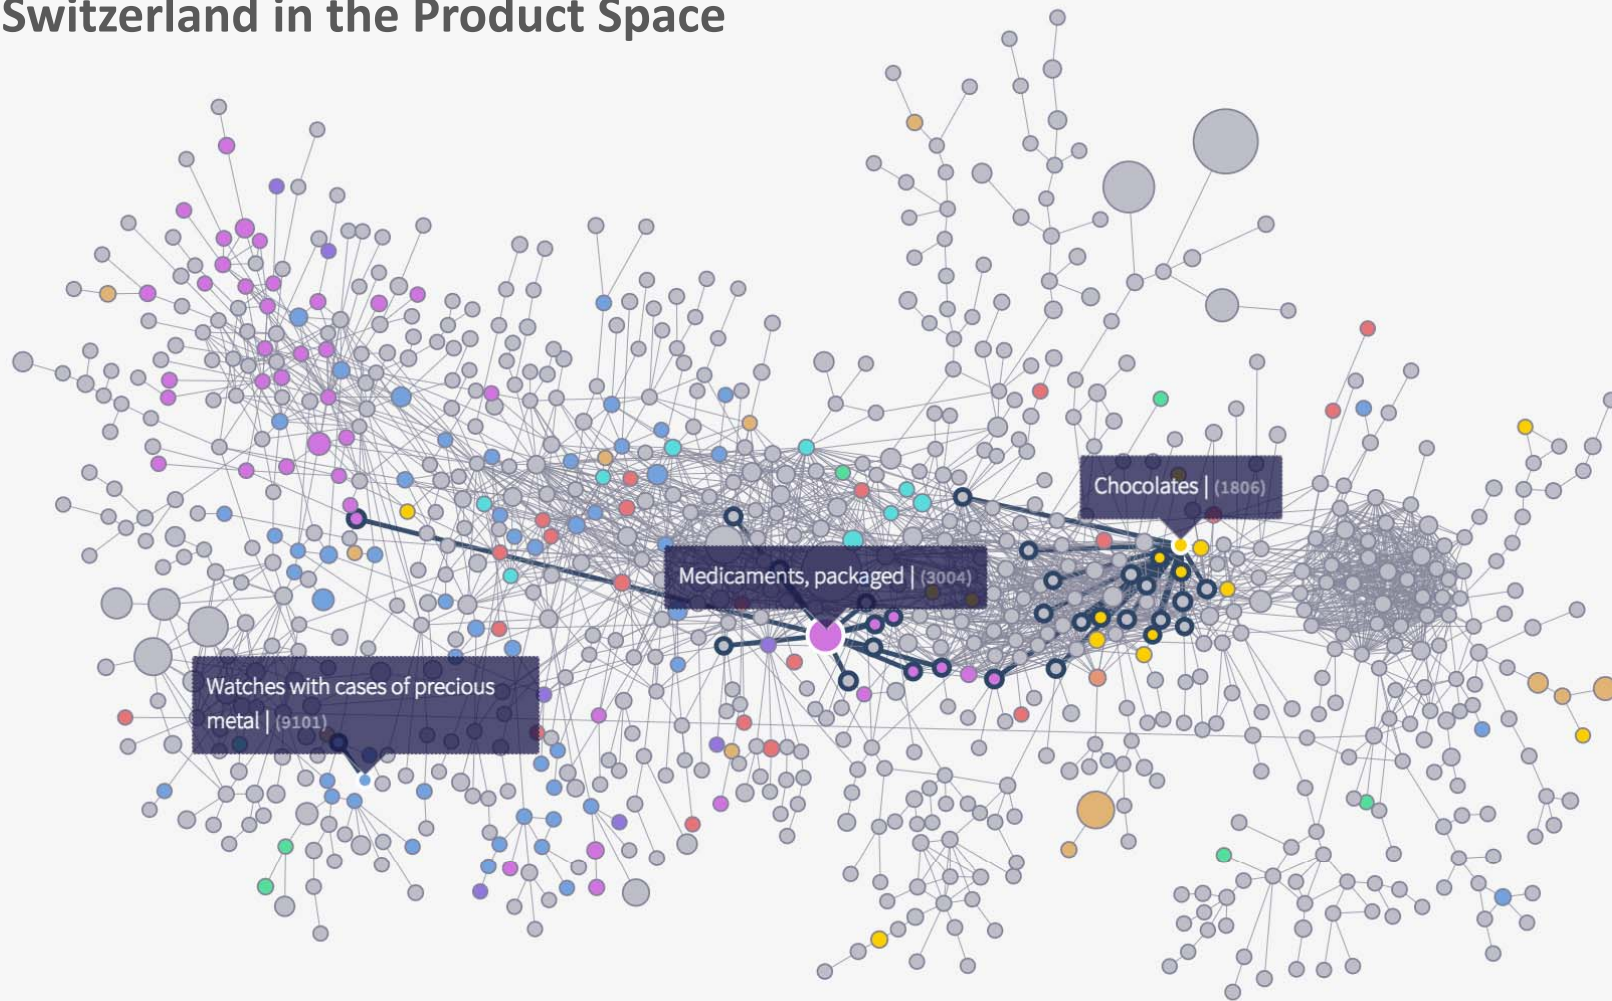 Switzerland in the Product Space
Chocolates | (1806)
Medicaments, packaged | (3004)
Watches with cases of precious
metal | (9101)